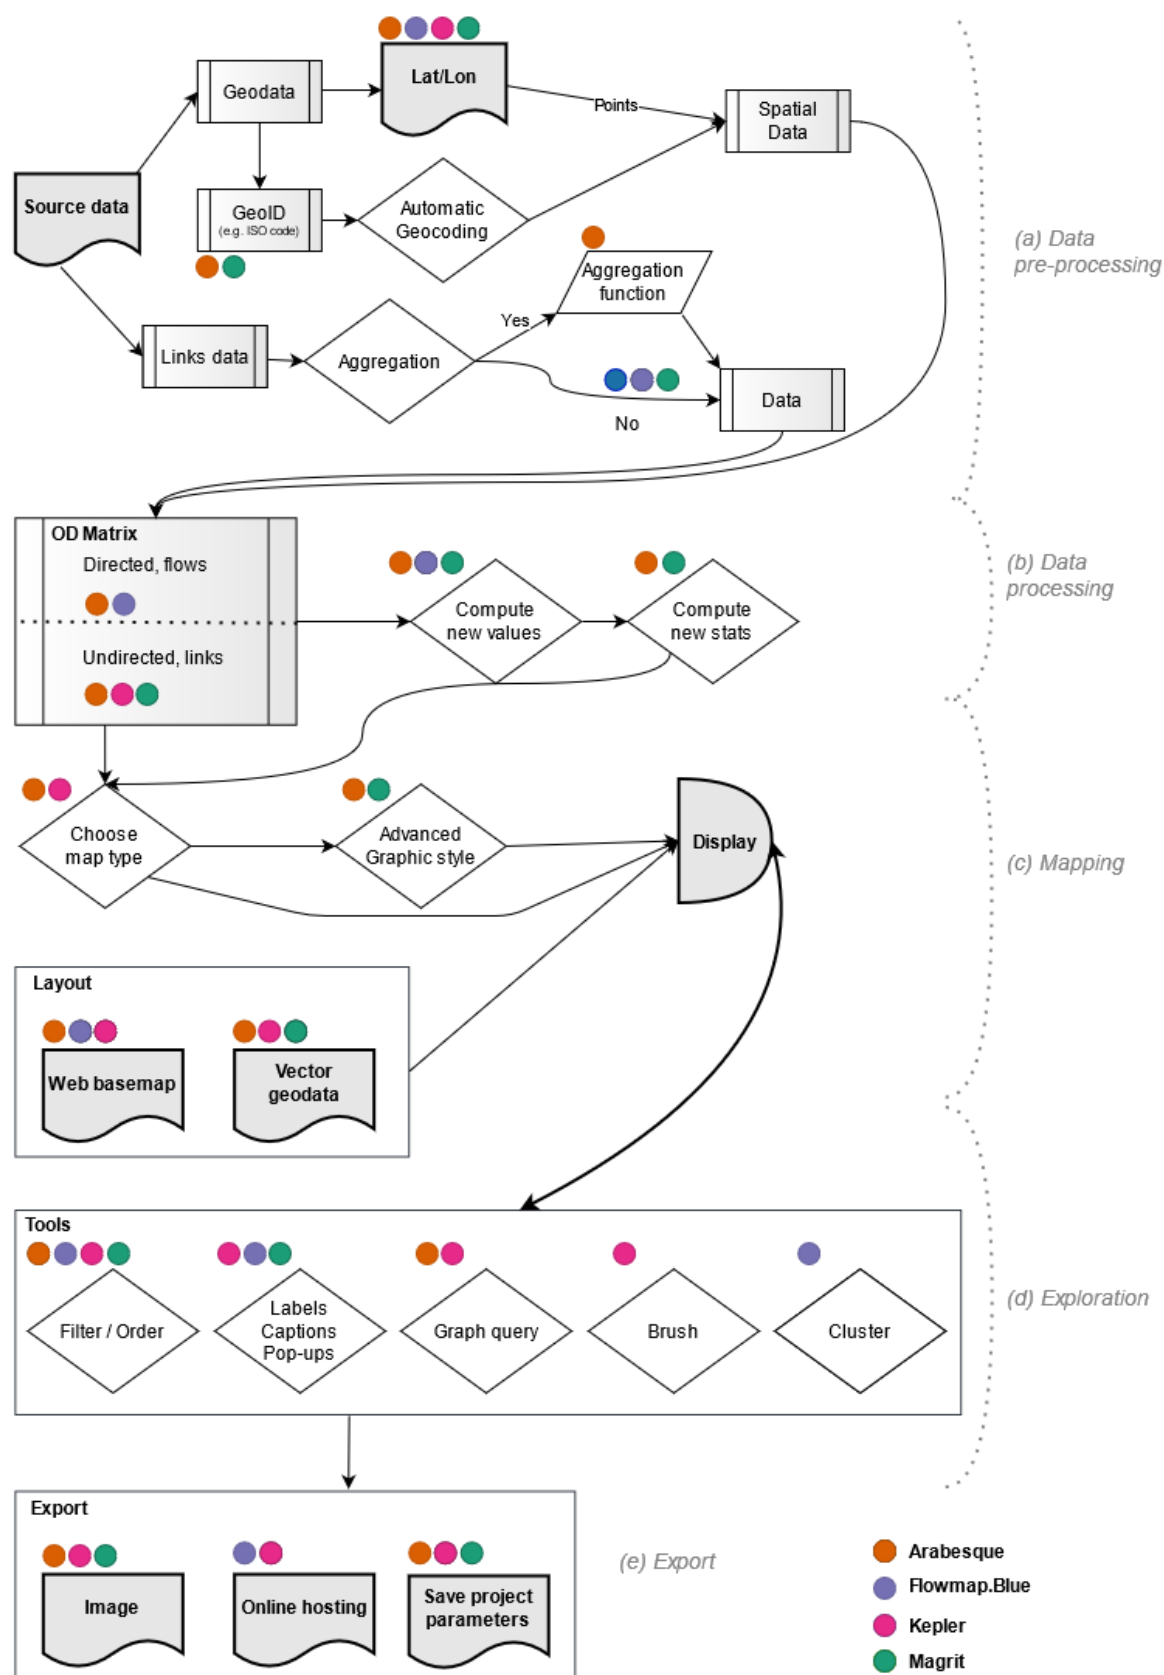 Lat/Lon
Geodata
Points
Spatial
Data
Source data
GeoID
(e.g. ISO code)
Automatic
Geocoding
(a) Data
pre-processing
Aggregation
function
Yes
Links data
Aggregation
No
Data
OD Matrix
Directed, flows
Undirected, links
Compute
new values
Compute
new stats
(b) Data
processing
Choose
map type
Advanced
Graphic style
Display
(c) Mapping
Layout
Web basemap
Vector
geodata
Tools
Filter / Order
Labels
Captions
Pop-ups
Graph query
Brush
Cluster
(d) Exploration
Export
Image
Online hosting
Save project
parameters
(e) Export
Arabesque
Flowmap.Blue
Kepler
Magrit